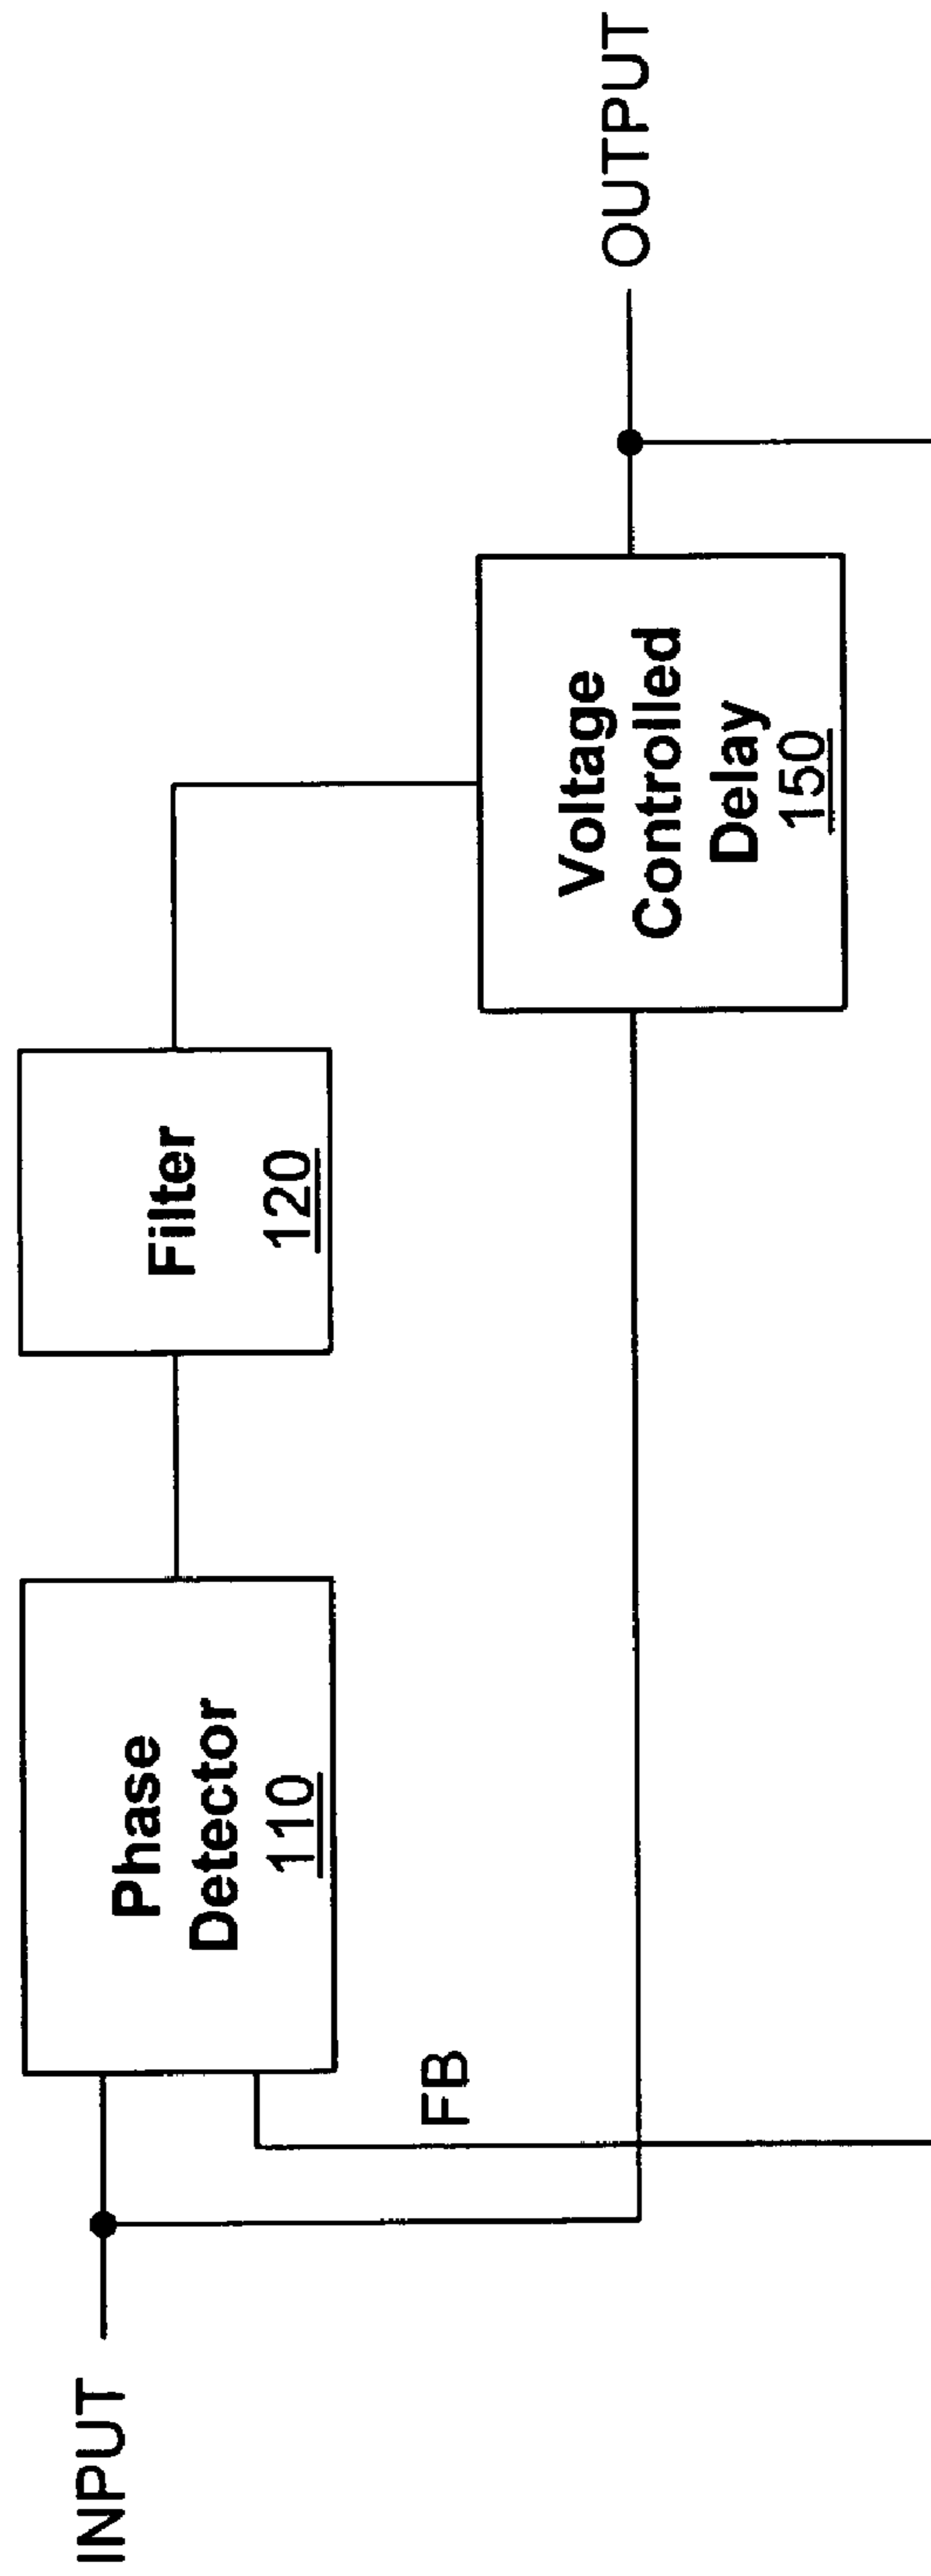 INPUT
Phase
Detector
110
FB
Filter
120
Voltage
Controlled
Delay
150
OUTPUT